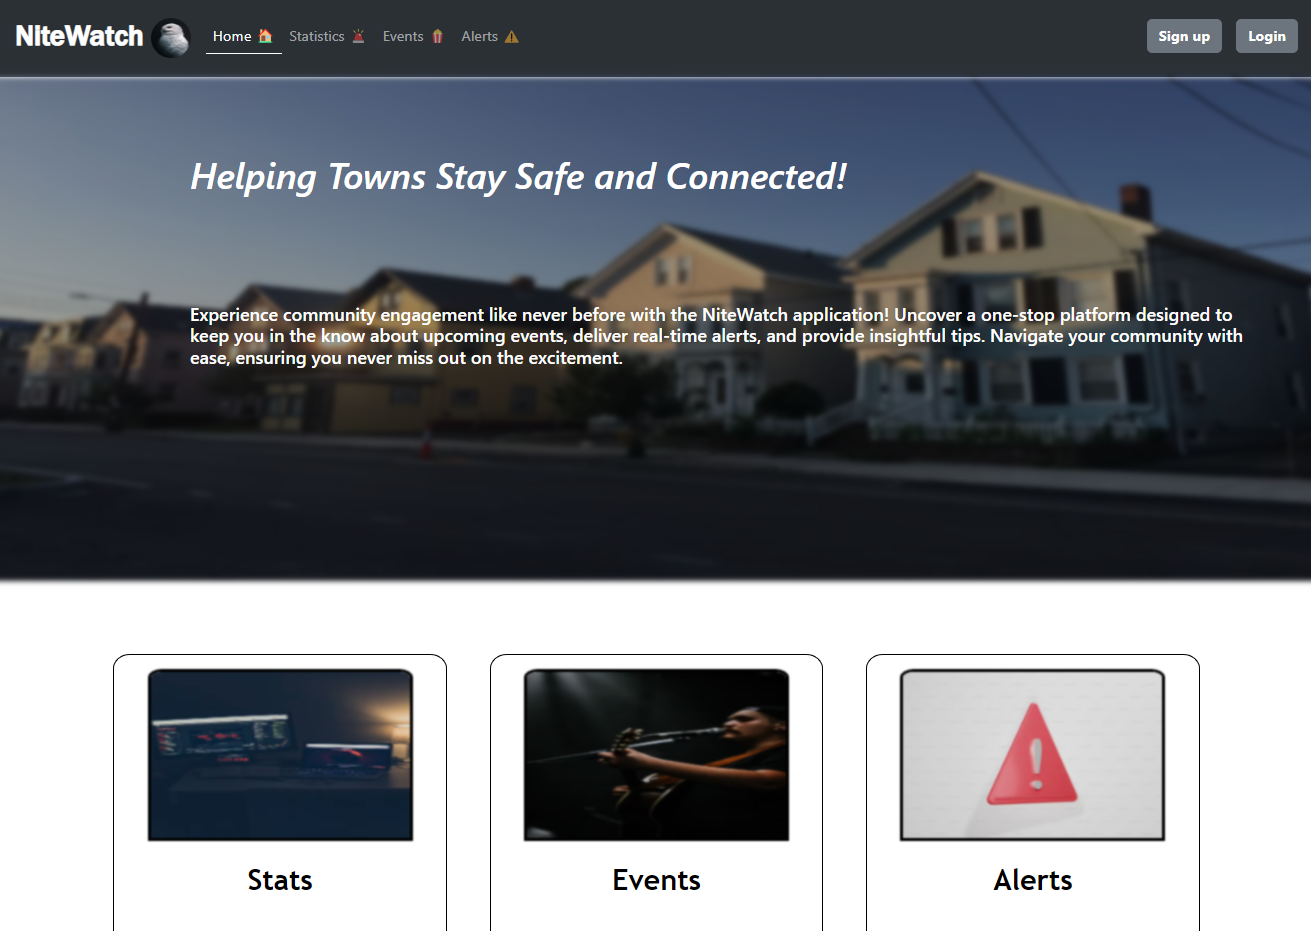 NiteWatch
Home
Statistics
Events
Alerts
Sign up
Login
Helping Towns Stay Safe and Connected!
Experience community engagement like never before with the NiteWatch application! Uncover a one-stop platform designed to
keep you in the know about upcoming events, deliver real-time alerts, and provide insightful tips. Navigate your community with
ease, ensuring you never miss out on the excitement.
Stats
Events
Alerts